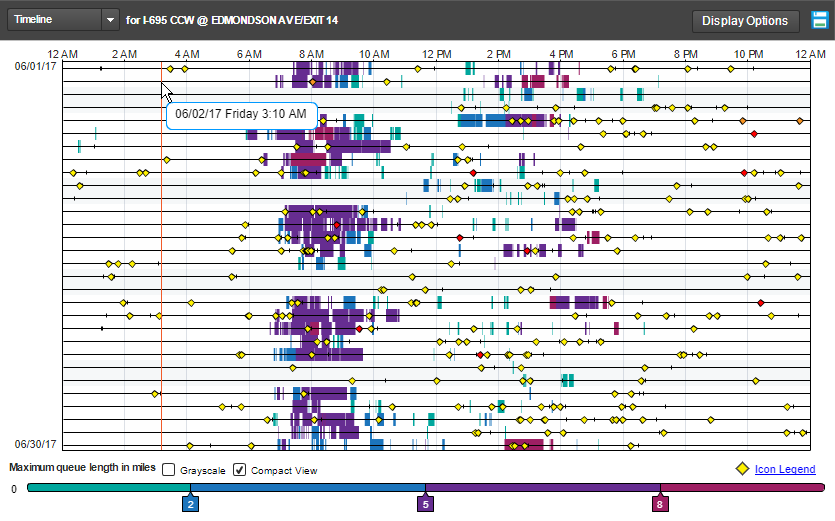 Timeline for I-695 CCW @ EDMONDSON AVE/EXIT 14 Display Options
12 AM 2 AM 4 AM 6 AM 8 AM 10 AM 12 PM 2 PM 4 PM 6 PM 8 PM 10 PM 12 AM
06/01/17
06/02/17 Friday 3:10 AM
06/30/17
Maximum queue length in miles Grayscale Compact View Icon Legend
0
2 5 8